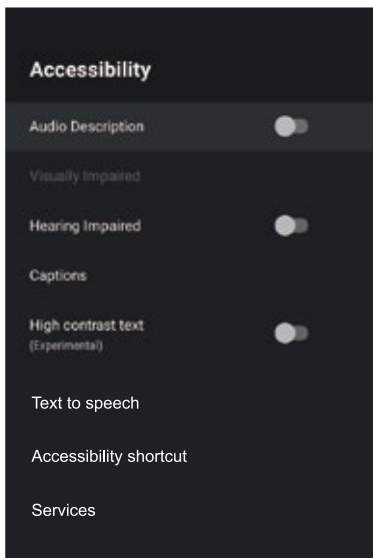 Accessibility
Audio Description
Visually Impaired
Hearing Impaired
Captions
High contrast text
(Experimental)
Text to speech
Accessibility shortcut
Services